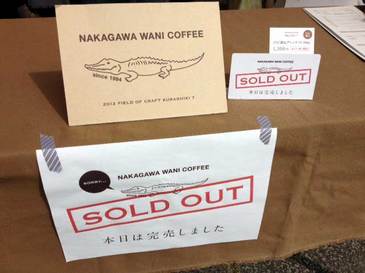 NAKAGAWA WANI COFFEE
since 1994
2012 FIELD OF CRAFT KURASHIKI 7
NAKAGAWA WANI COFFEE
SOLD OUT
本日は完売しました
SORRY...
NAKAGAWA WANI COFFEE
SOLD OUT
本日は完売しました